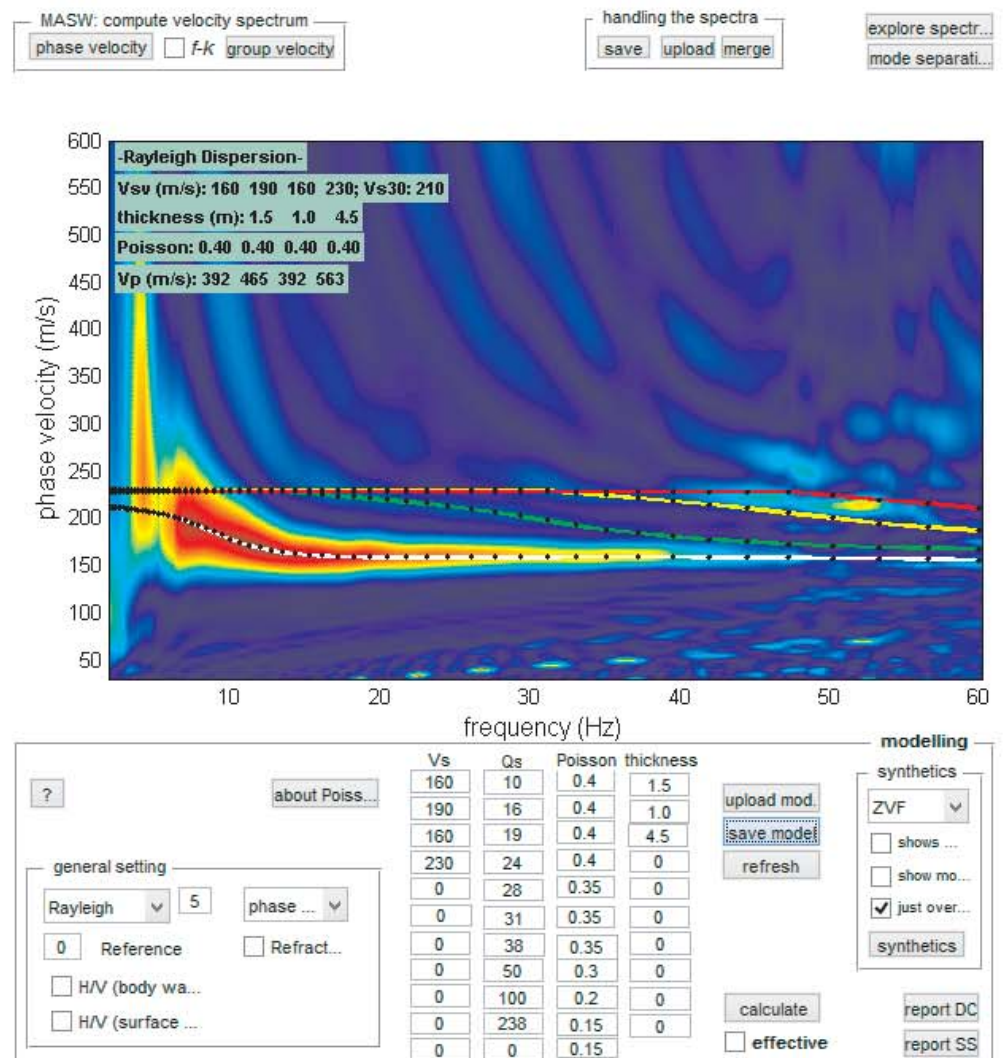 MASW: compute velocity spectrum
phase velocity f-k group velocity
handling the spectra
save upload merge
explore spectr...
mode separati...
600
550
500
450
400
350
300
250
200
150
100
50
phase velocity (m/s)
-Rayleigh Dispersion-
Vsv (m/s): 160 190 160 230; Vs30: 210
thickness (m): 1.5 1.0 4.5
Poisson: 0.40 0.40 0.40 0.40
Vp (m/s): 392 465 392 563
10 20 30 40 50 60
frequency (Hz)
?
about Poiss...
general setting
Rayleigh 5 phase ...
0 Reference Refract...
H/V (body wa...
H/V (surface ...
Vs Qs Poisson thickness
160 10 0.4 1.5
190 16 0.4 1.0
160 19 0.4 4.5
230 24 0.4 0
0 28 0.35 0
0 31 0.35 0
0 38 0.35 0
0 50 0.3 0
0 100 0.2 0
0 238 0.15 0
0 0 0.15
upload mod.
save model
refresh
calculate
effective
modelling
synthetics
ZVF
shows ...
show mo...
just over...
synthetics
report DC
report SS